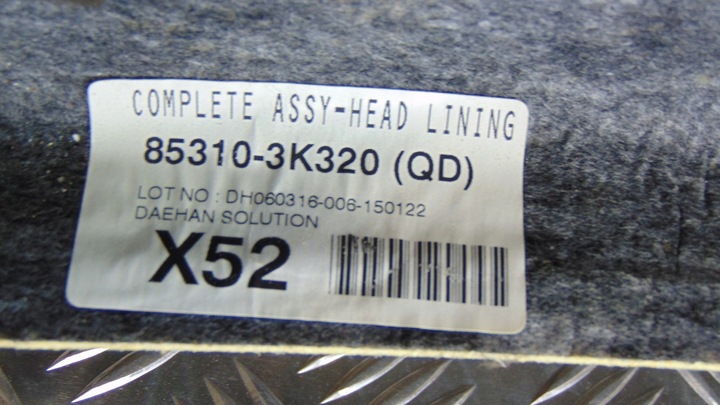 COMPLETE ASSY-HEAD LINING
85310-3K320 (QD)
LOT NO : DH060316-006-150122
DAEHAN SOLUTION
X52